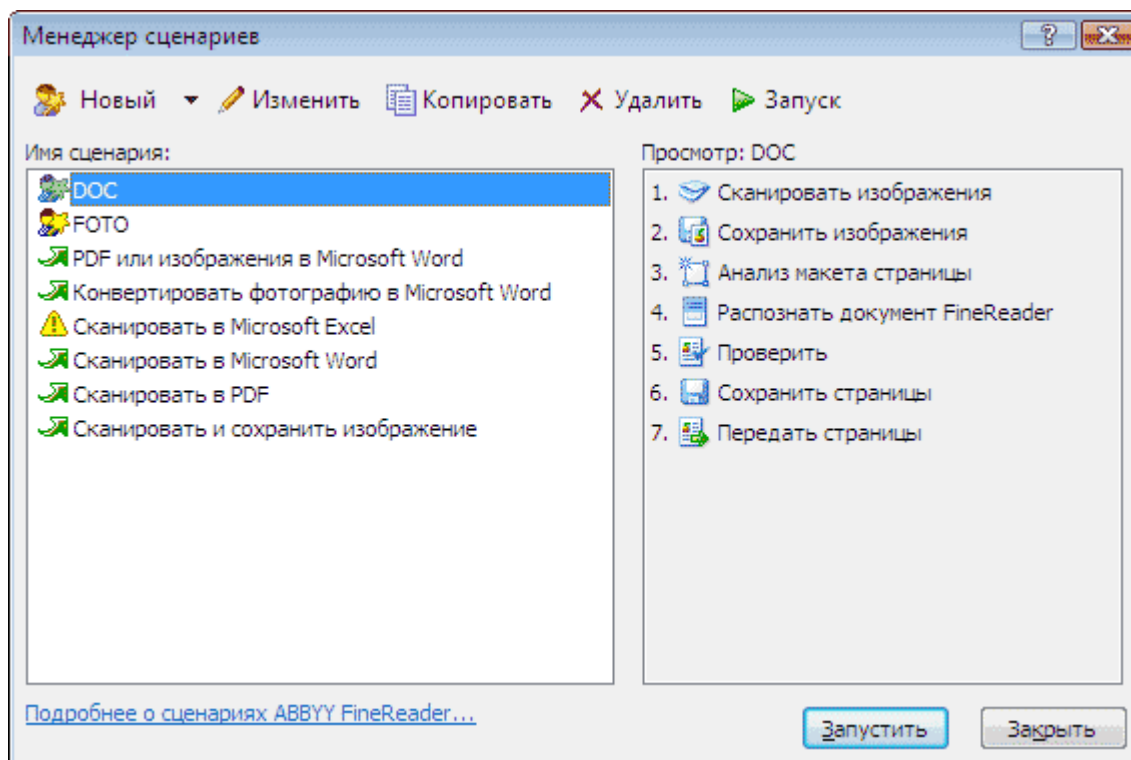 Менеджер сценариев
Новый Изменить Копировать Удалить Запуск
Имя сценария:
DOC
FOTO
PDF или изображения в Microsoft Word
Конвертировать фотографию в Microsoft Word
Сканировать в Microsoft Excel
Сканировать в Microsoft Word
Сканировать в PDF
Сканировать и сохранить изображение
Просмотр: DOC
1. Сканировать изображения
2. Сохранить изображения
3. Анализ макета страницы
4. Распознать документ FineReader
5. Проверить
6. Сохранить страницы
7. Передать страницы
Подробнее о сценариях ABBYY FineReader...
Запустить Закрыть